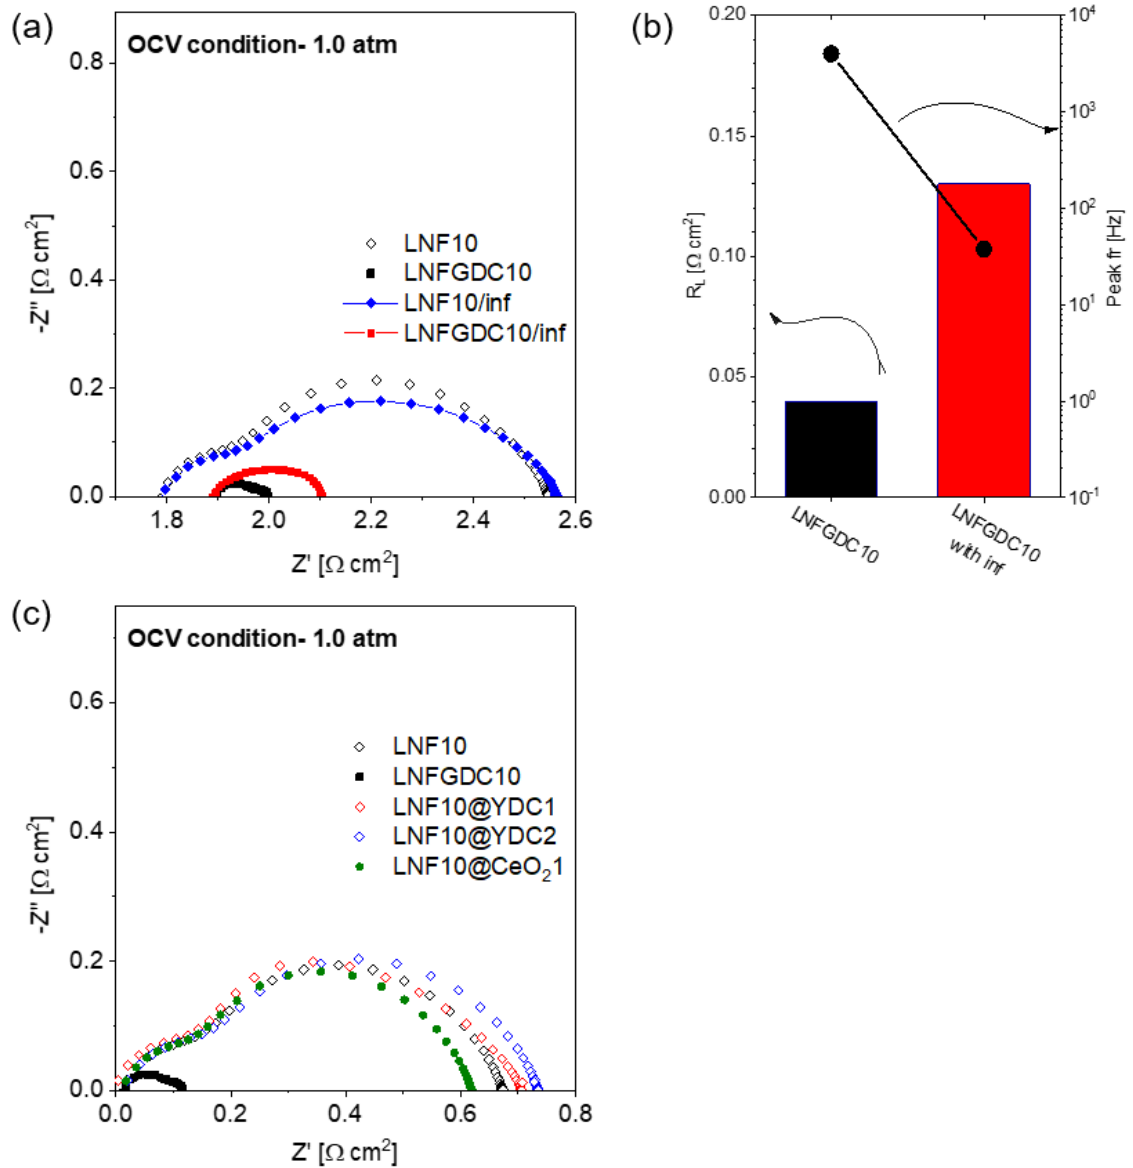 (a)
OCV condition- 1.0 atm
0.8
0.6
0.4
0.2
0.0
-Z'' [Ω cm²]
LNF10
LNFGDC10
LNF10/inf
LNFGDC10/inf
1.8
2.0
2.2
2.4
2.6
Z' [Ω cm²]
(b)
0.20
0.15
0.10
0.05
0.00
R_L [Ω cm²]
10⁴
10³
10²
10¹
10⁰
10⁻¹
Peak fr [Hz]
LNFGDC10
LNFGDC10
with inf
(c)
OCV condition- 1.0 atm
0.6
0.4
0.2
0.0
-Z'' [Ω cm²]
LNF10
LNFGDC10
LNF10@YDC1
LNF10@YDC2
LNF10@CeO₂1
0.0
0.2
0.4
0.6
0.8
Z' [Ω cm²]